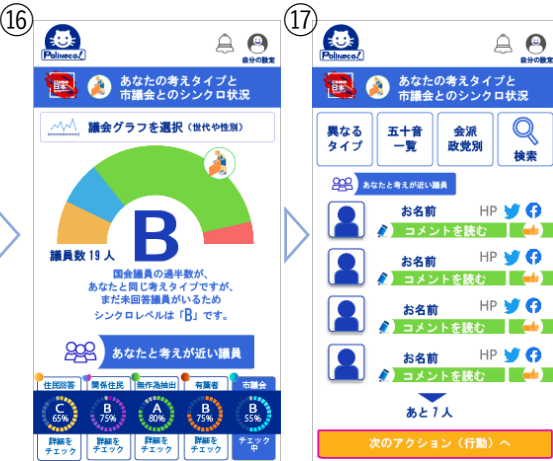 ⑯
Poliveco!
自分の設定
あなたの考えタイプと
市議会とのシンクロ状況
議会グラフを選択（世代や性別）
B
議員数 19 人
国会議員の過半数が、
あなたと同じ考えタイプですが、
まだ未回答議員がいるため
シンクロレベルは「B」です。
あなたと考えが近い議員
住民回答
関係住民
無作為抽出
有識者
市議会
C
65%
B
75%
A
80%
B
75%
B
55%
詳細を
チェック
詳細を
チェック
詳細を
チェック
詳細を
チェック
チェック
中
⑰
Poliveco!
自分の設定
あなたの考えタイプと
市議会とのシンクロ状況
異なる
タイプ
五十音
一覧
会派
政党別
検索
あなたと考えが近い議員
お名前 HP
コメントを読む
お名前 HP
コメントを読む
お名前 HP
コメントを読む
お名前 HP
コメントを読む
あと7人
次のアクション（行動）へ